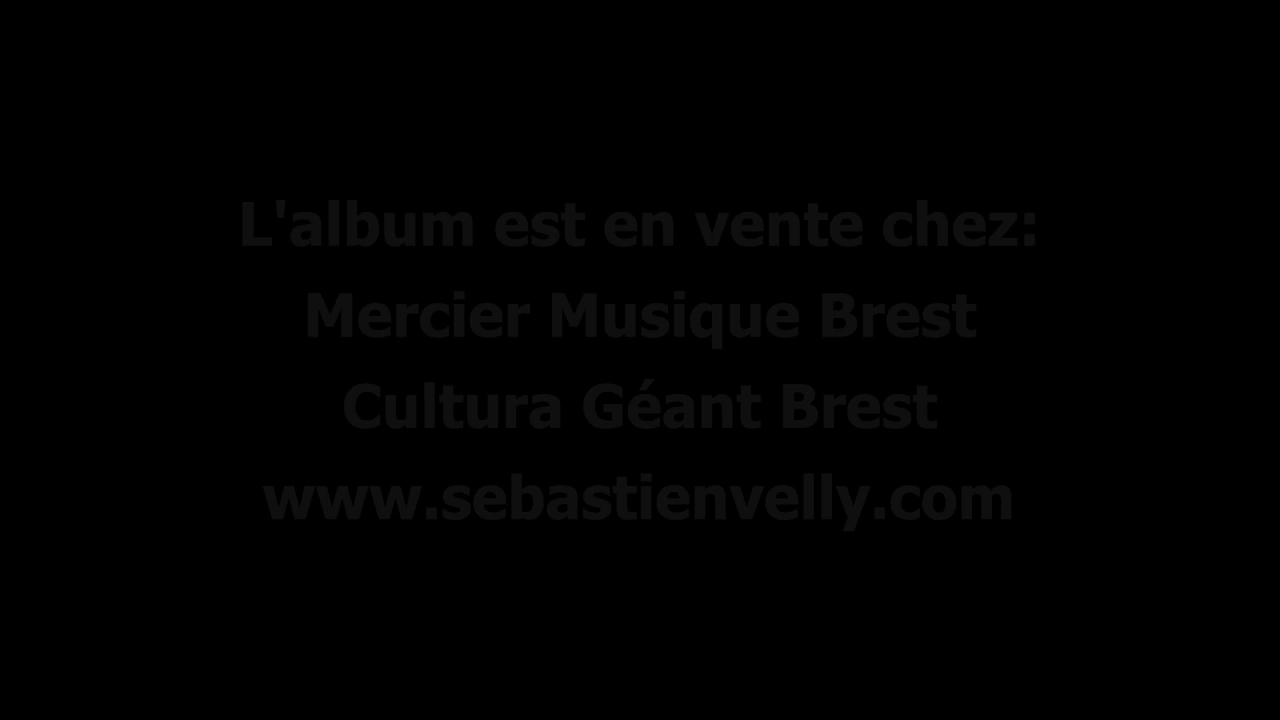 L'album est en vente chez:
Mercier Musique Brest
Cultura Géant Brest
www.sebastienvelly.com